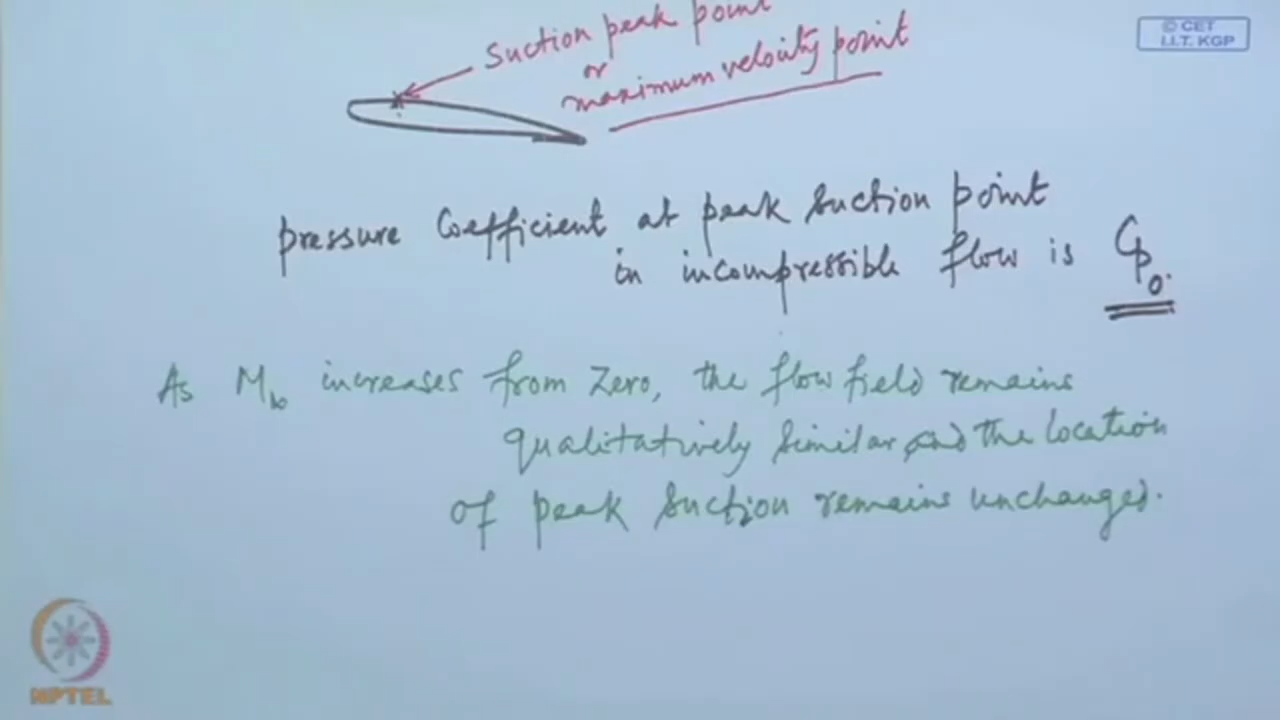 © CET
I.I.T. KGP
Suction peak point
or
maximum velocity point
pressure Coefficient at peak suction point
in incompressible flow is Cp₀.
As M∞ increases from Zero, the flow field remains
qualitatively similar and the location
of peak suction remains unchanged.
NPTEL